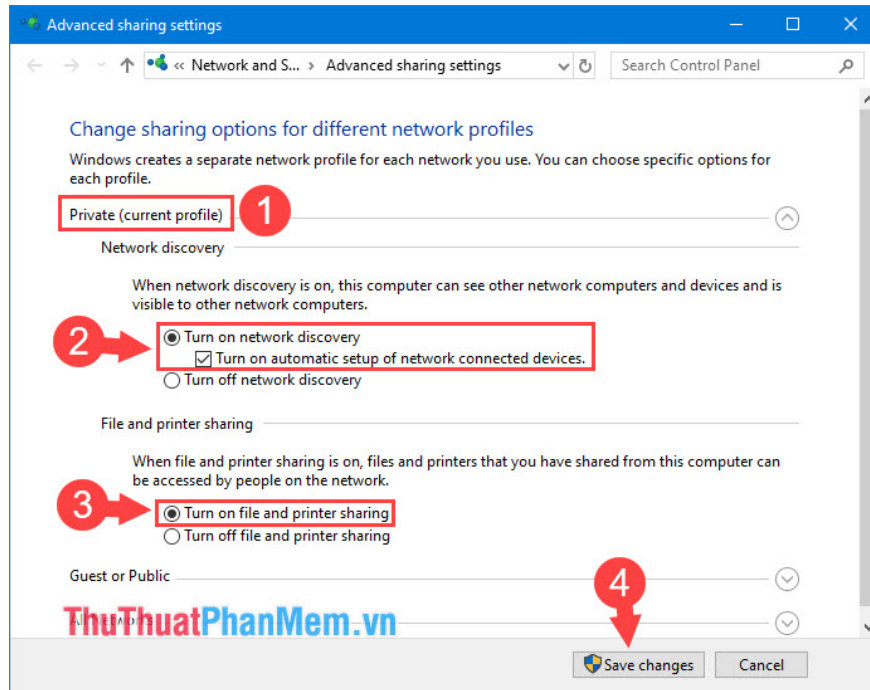 Advanced sharing settings
« Network and S... › Advanced sharing settings
Search Control Panel
Change sharing options for different network profiles
Windows creates a separate network profile for each network you use. You can choose specific options for
each profile.
Private (current profile)
1
Network discovery
When network discovery is on, this computer can see other network computers and devices and is
visible to other network computers.
2
Turn on network discovery
Turn on automatic setup of network connected devices.
Turn off network discovery
File and printer sharing
When file and printer sharing is on, files and printers that you have shared from this computer can
be accessed by people on the network.
3
Turn on file and printer sharing
Turn off file and printer sharing
Guest or Public
4
All Networks
ThuThuatPhanMem.vn
Save changes
Cancel